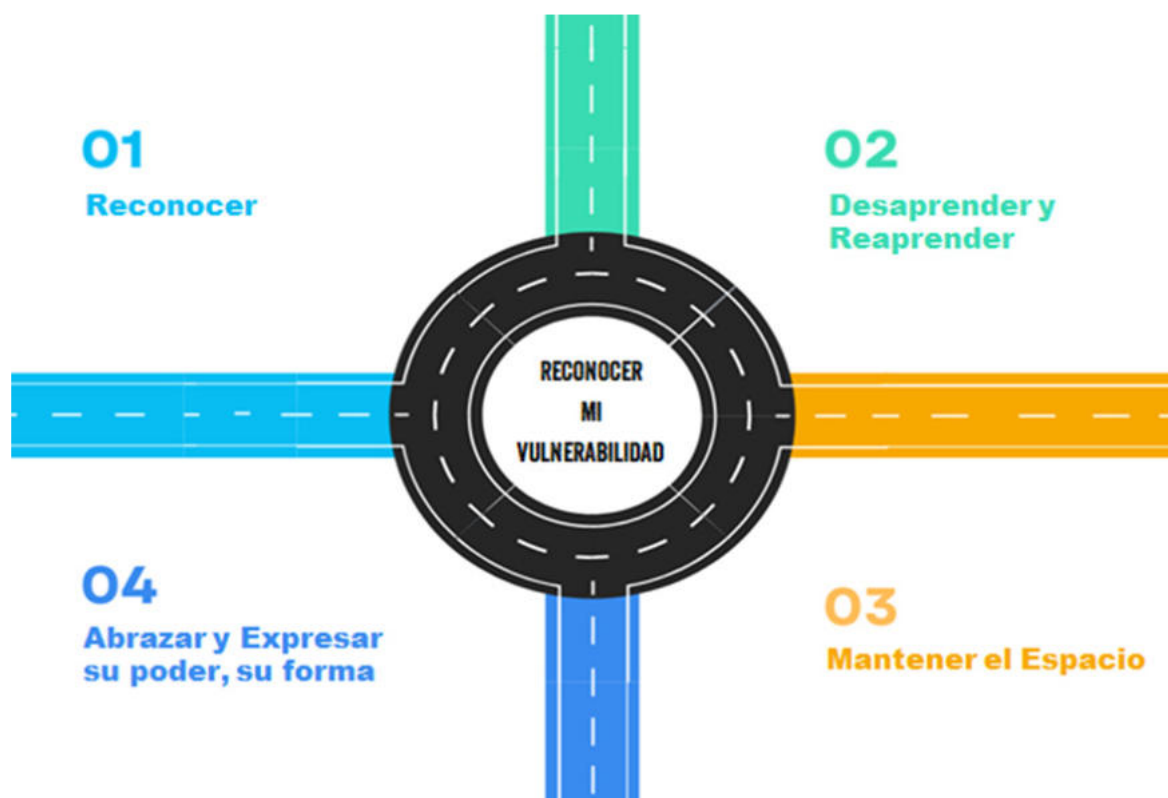 01
Reconocer
02
Desaprender y
Reaprender
RECONOCER
MI
VULNERABILIDAD
04
Abrazar y Expresar
su poder, su forma
03
Mantener el Espacio